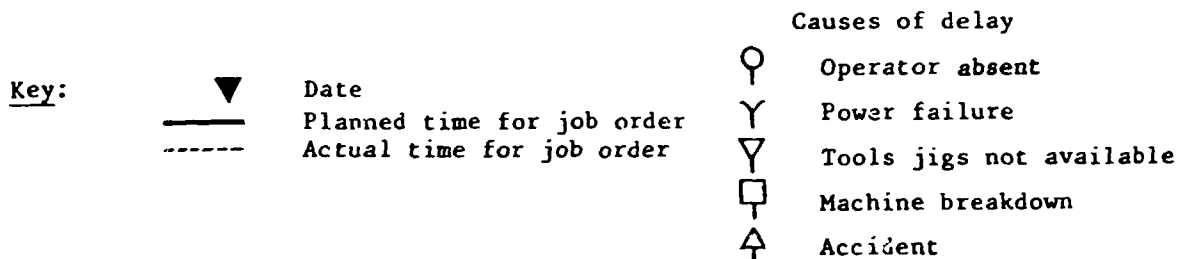 Causes of delay
Operator absent
Key: Date
Power failure
Planned time for job order
Actual time for job order
Tools jigs not available
Machine breakdown
Accident